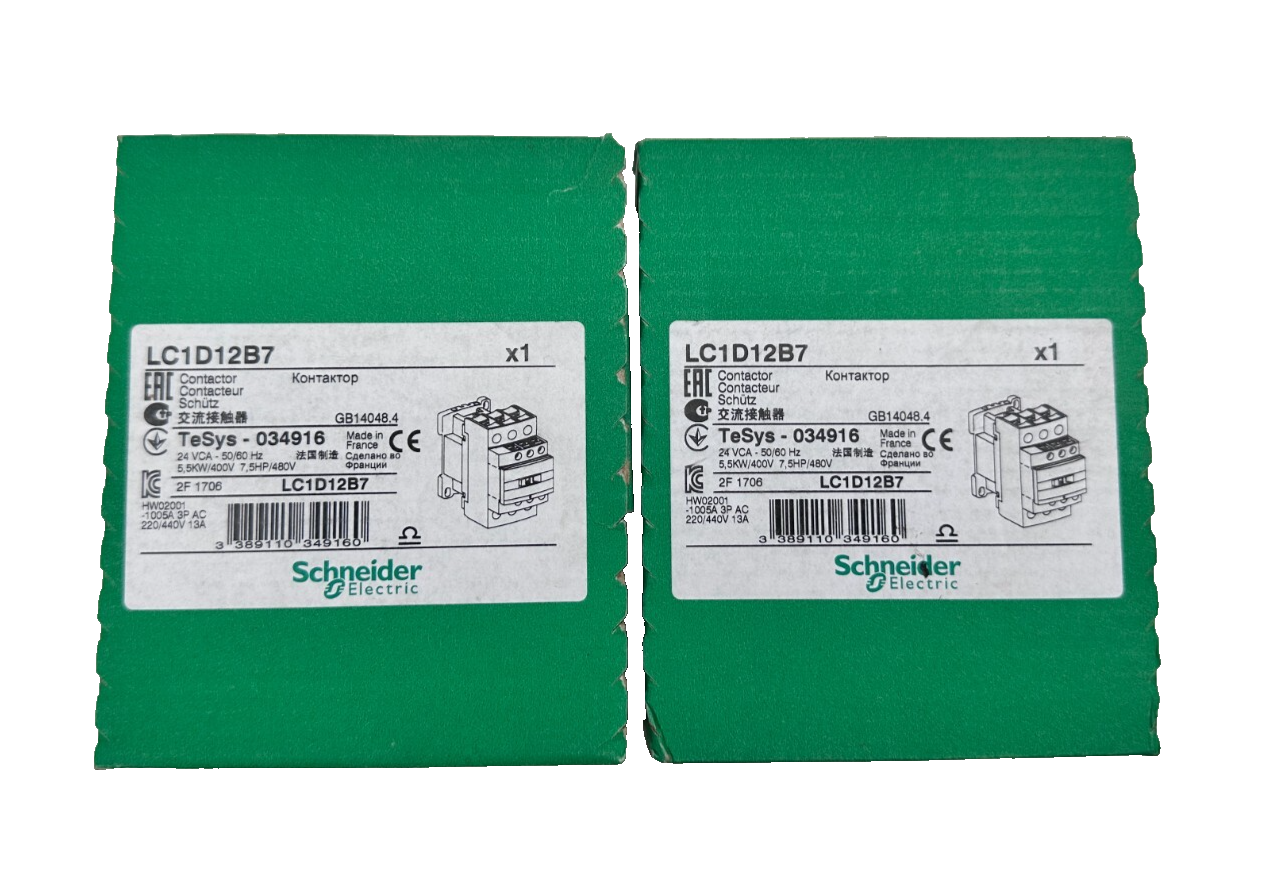 LC1D12B7 x1
EAC Contactor Контактор
Contacteur
Schütz
交流接触器 GB14048.4
TeSys - 034916 Made in France CE
24 VCA - 50/60 Hz 法国制造 Сделано во
5,5KW/400V 7,5HP/480V Франции
2F 1706 LC1D12B7
HW02001
-1005A 3P AC
220/440V 13A
3 389110 349160
Schneider
Electric
LC1D12B7 x1
EAC Contactor Контактор
Contacteur
Schütz
交流接触器 GB14048.4
TeSys - 034916 Made in France CE
24 VCA - 50/60 Hz 法国制造 Сделано во
5,5KW/400V 7,5HP/480V Франции
2F 1706 LC1D12B7
HW02001
-1005A 3P AC
220/440V 13A
3 389110 349160
Schneider
Electric